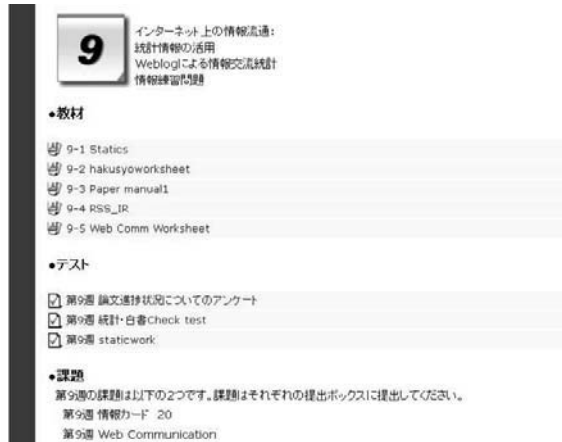 9
インターネット上の情報流通:
統計情報の活用
Weblogによる情報交流統計
情報練習問題
•教材
9-1 Statics
9-2 hakusyoworksheet
9-3 Paper manual1
9-4 RSS_IR
9-5 Web Comm Worksheet
•テスト
第9週 論文進捗状況についてのアンケート
第9週 統計・白書Check test
第9週 staticwork
•課題
第9週の課題は以下の2つです。課題はそれぞれの提出ボックスに提出してください。
第9週 情報カード 20
第9週 Web Communication